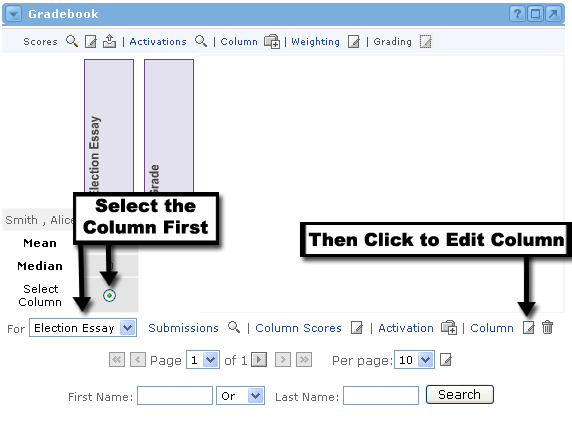 Gradebook
Scores | Activations | Column | Weighting | Grading
Election Essay
Grade
Smith , Alice
Select the
Column First
Mean
Then Click to Edit Column
Median
Select
Column
For Election Essay Submissions | Column Scores | Activation | Column
Page 1 of 1 Per page: 10
First Name: Or Last Name: Search